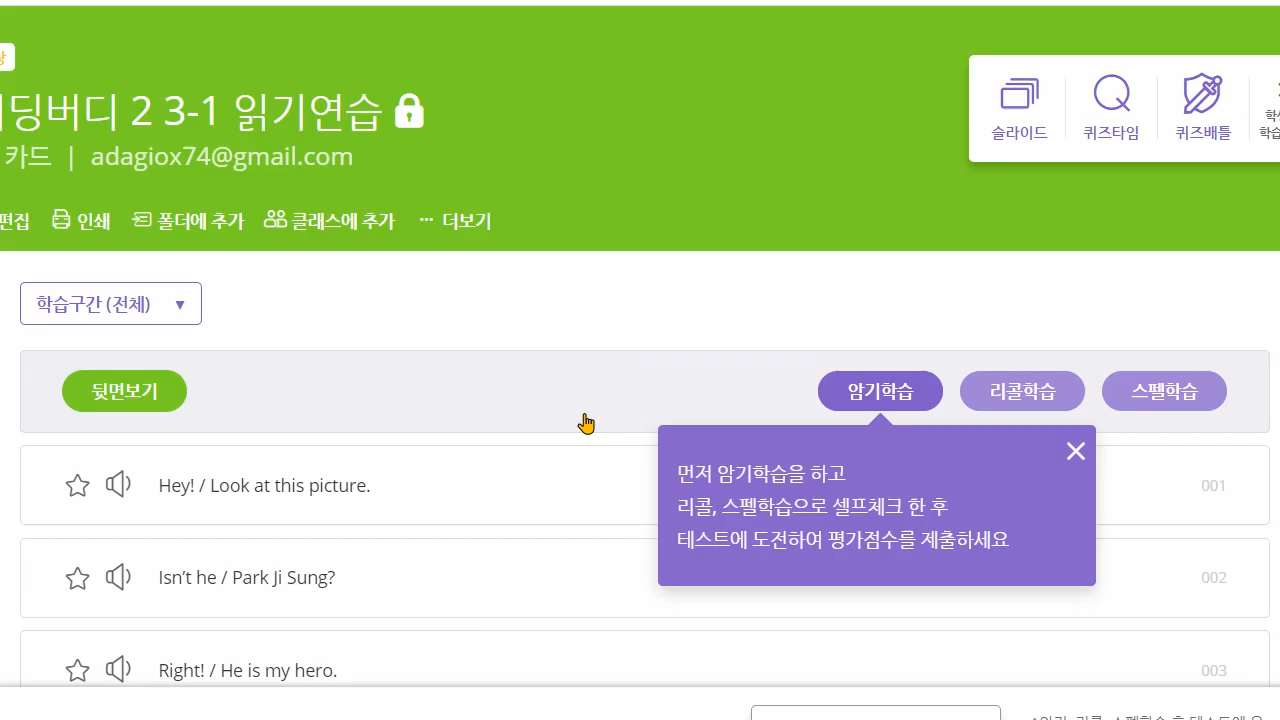 딩버디 2 3-1 읽기연습
카드 | adagiox74@gmail.com
슬라이드
퀴즈타임
퀴즈배틀
편집
인쇄
폴더에 추가
클래스에 추가
··· 더보기
학습구간 (전체) ▼
뒷면보기
암기학습
리콜학습
스펠학습
먼저 암기학습을 하고
리콜, 스펠학습으로 셀프체크 한 후
테스트에 도전하여 평가점수를 제출하세요
Hey! / Look at this picture.
001
Isn't he / Park Ji Sung?
002
Right! / He is my hero.
003